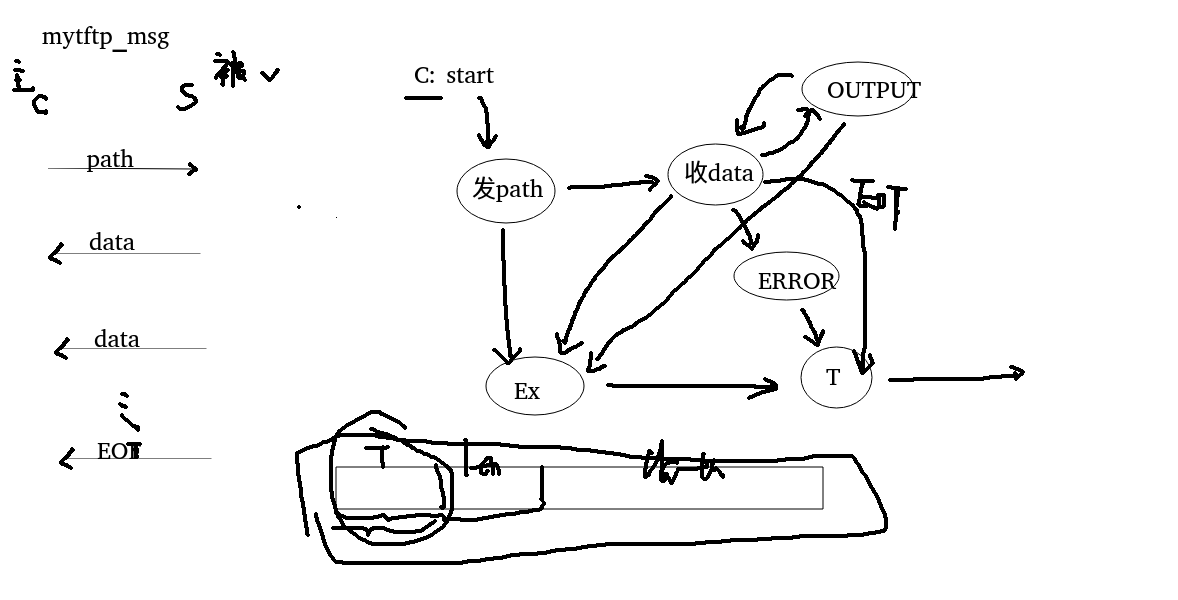 mytftp_msg
主 被
C S
path
data
data
EOT
C: start
发path
收data
OUTPUT
EOT
ERROR
Ex
T
T len